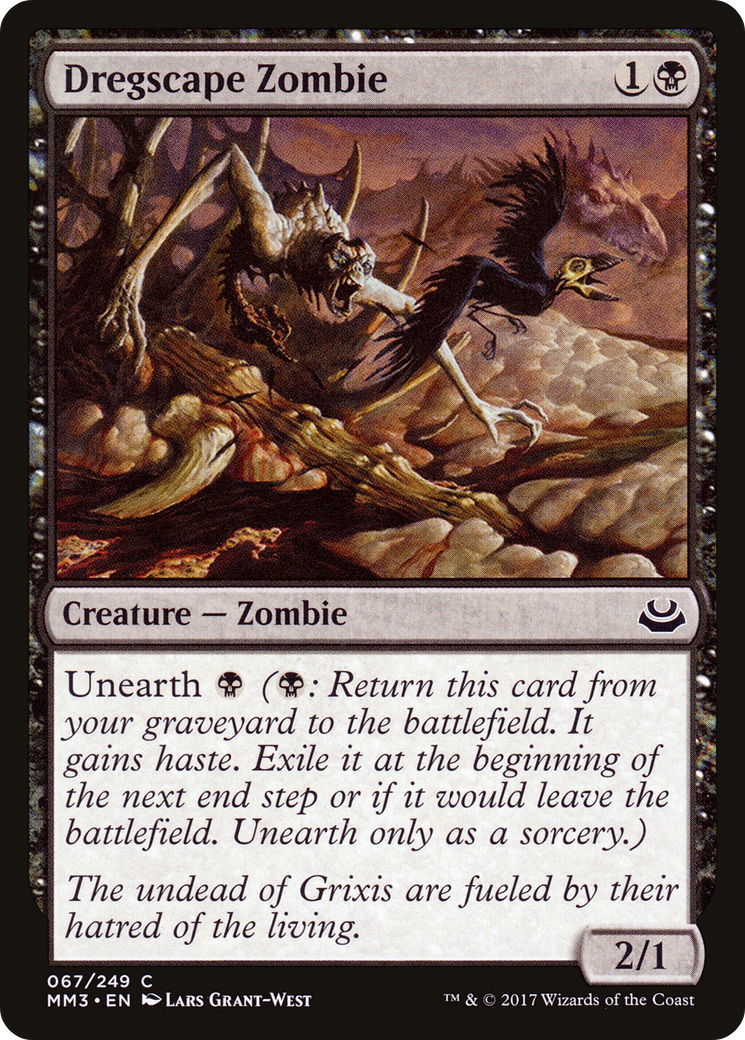 Dregscape Zombie 1
Creature — Zombie
Unearth (: Return this card from
your graveyard to the battlefield. It
gains haste. Exile it at the beginning of
the next end step or if it would leave the
battlefield. Unearth only as a sorcery.)
The undead of Grixis are fueled by their
hatred of the living.
2/1
067/249 C
MM3 • EN Lars Grant-West ™ & © 2017 Wizards of the Coast